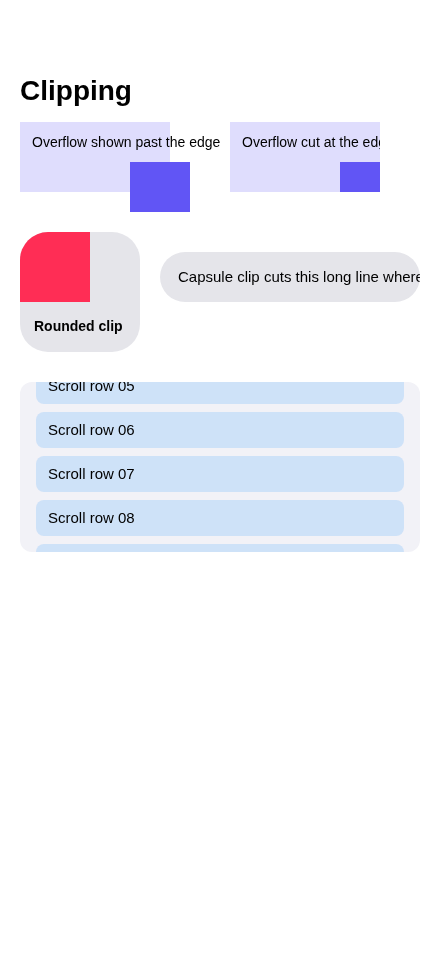 Clipping
Overflow shown past the edge
Overflow cut at the edg
Rounded clip
Capsule clip cuts this long line where
Scroll row 05
Scroll row 06
Scroll row 07
Scroll row 08